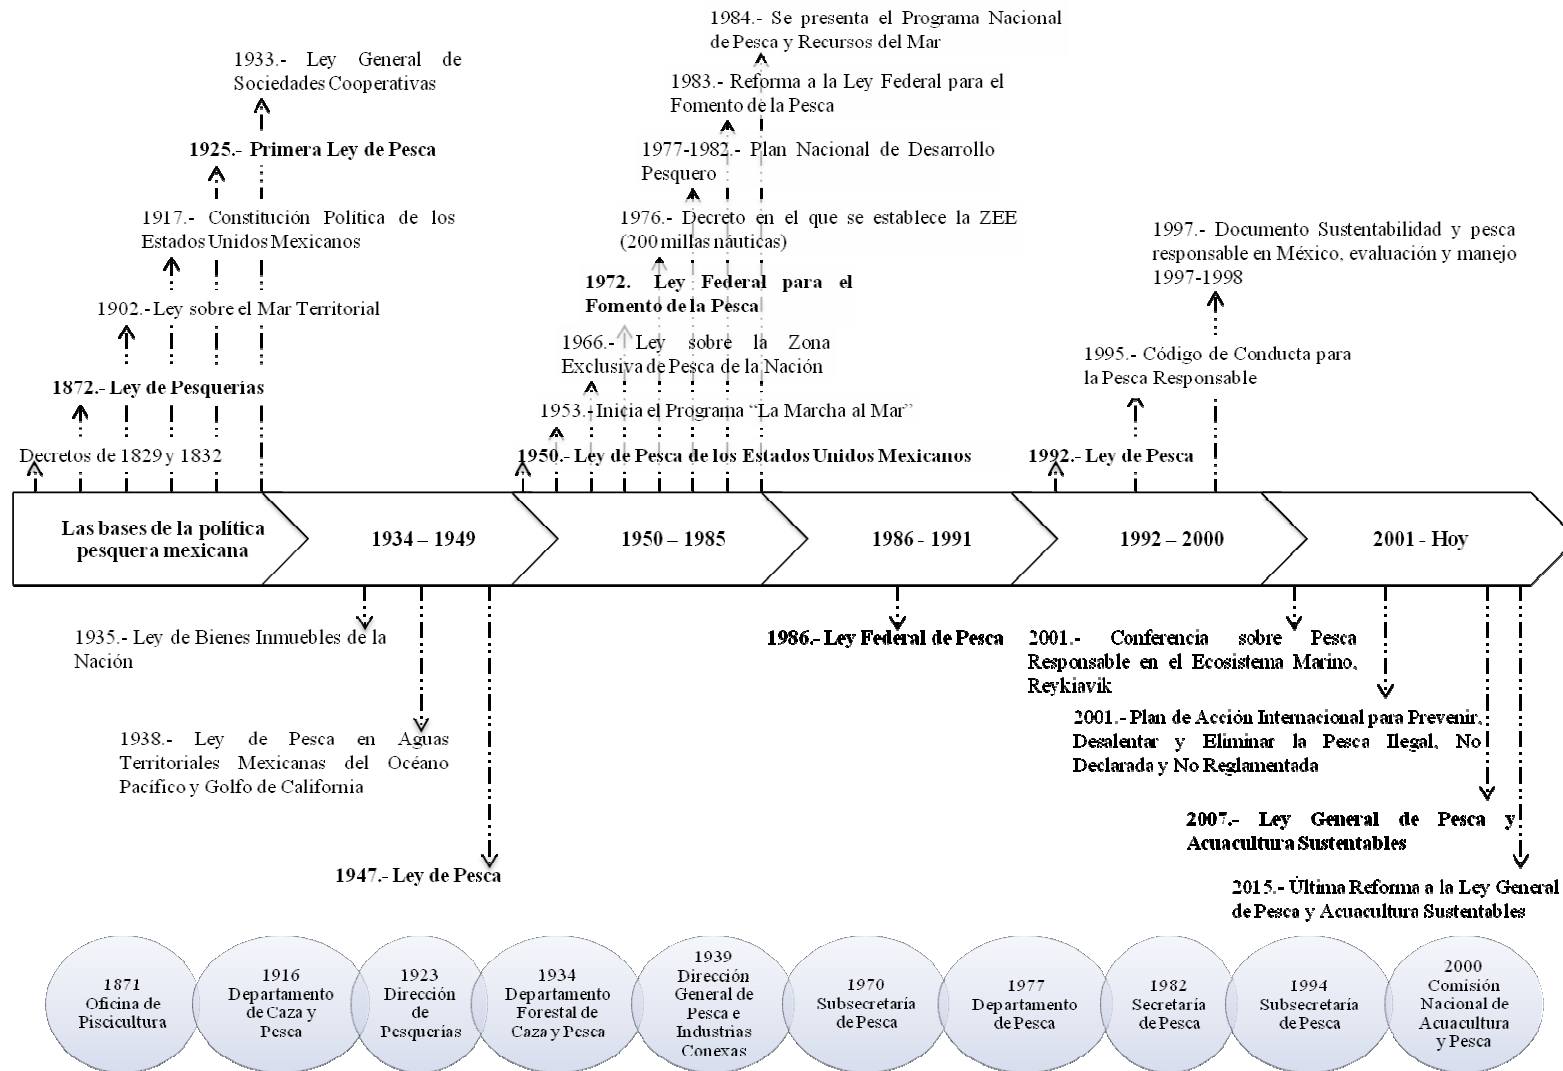 1984.- Se presenta el Programa Nacional
de Pesca y Recursos del Mar
1933.- Ley General de
Sociedades Cooperativas
1983.- Reforma a la Ley Federal para el
Fomento de la Pesca
1925.- Primera Ley de Pesca
1977-1982.- Plan Nacional de Desarrollo
Pesquero
1917.- Constitución Política de los
Estados Unidos Mexicanos
1976.- Decreto en el que se establece la ZEE
(200 millas náuticas)
1997.- Documento Sustentabilidad y pesca
responsable en México, evaluación y manejo
1997-1998
1972. Ley Federal para el
Fomento de la Pesca
1902.- Ley sobre el Mar Territorial
1966.- Ley sobre la Zona
Exclusiva de Pesca de la Nación
1995.- Código de Conducta para
la Pesca Responsable
1872.- Ley de Pesquerías
1953.- Inicia el Programa “La Marcha al Mar”
Decretos de 1829 y 1832
1950.- Ley de Pesca de los Estados Unidos Mexicanos
1992.- Ley de Pesca
Las bases de la política
pesquera mexicana
1934 – 1949
1950 – 1985
1986 - 1991
1992 – 2000
2001 - Hoy
1935.- Ley de Bienes Inmuebles de la
Nación
1986.- Ley Federal de Pesca
2001.- Conferencia sobre Pesca
Responsable en el Ecosistema Marino,
Reykiavik
1938.- Ley de Pesca en Aguas
Territoriales Mexicanas del Océano
Pacífico y Golfo de California
2001.- Plan de Acción Internacional para Prevenir,
Desalentar y Eliminar la Pesca Ilegal, No
Declarada y No Reglamentada
2007.- Ley General de Pesca y
Acuacultura Sustentables
1947.- Ley de Pesca
2015.- Última Reforma a la Ley General
de Pesca y Acuacultura Sustentables
1871
Oficina de
Piscicultura
1916
Departamento
de Caza y
Pesca
1923
Dirección
de
Pesquerías
1934
Departamento
Forestal de
Caza y Pesca
1939
Dirección
General de
Pesca e
Industrias
Conexas
1970
Subsecretaría
de Pesca
1977
Departamento
de Pesca
1982
Secretaría
de Pesca
1994
Subsecretaría
de Pesca
2000
Comisión
Nacional de
Acuacultura
y Pesca